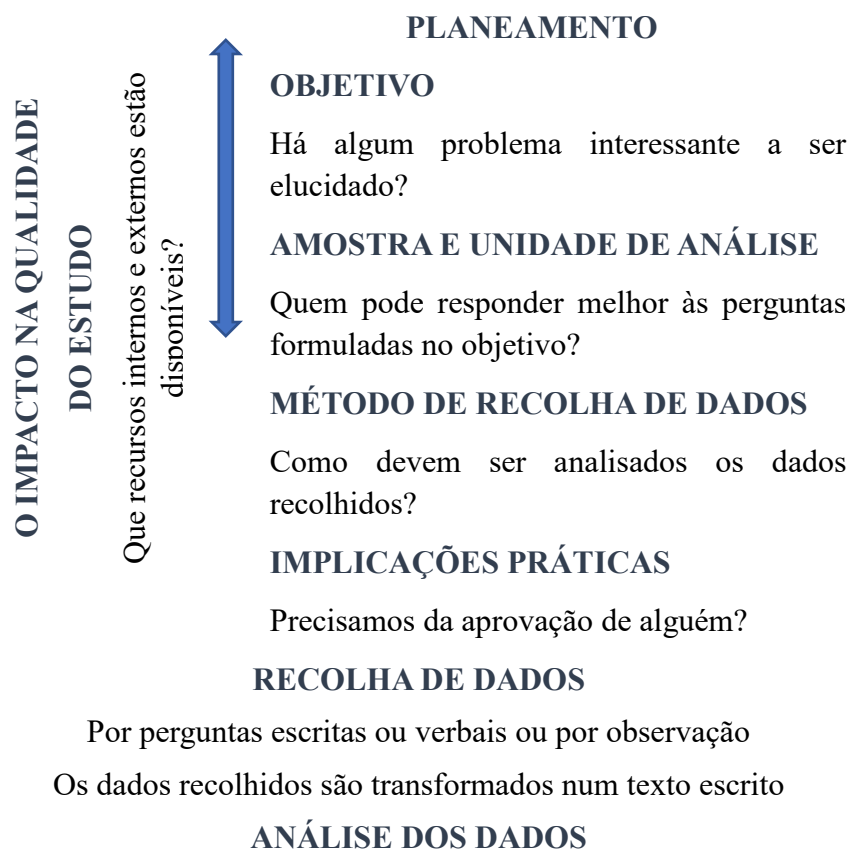 PLANEAMENTO
O IMPACTO NA QUALIDADE
DO ESTUDO
Que recursos internos e externos estão
disponíveis?
OBJETIVO
Há algum problema interessante a ser
elucidado?
AMOSTRA E UNIDADE DE ANÁLISE
Quem pode responder melhor às perguntas
formuladas no objetivo?
MÉTODO DE RECOLHA DE DADOS
Como devem ser analisados os dados
recolhidos?
IMPLICAÇÕES PRÁTICAS
Precisamos da aprovação de alguém?
RECOLHA DE DADOS
Por perguntas escritas ou verbais ou por observação
Os dados recolhidos são transformados num texto escrito
ANÁLISE DOS DADOS